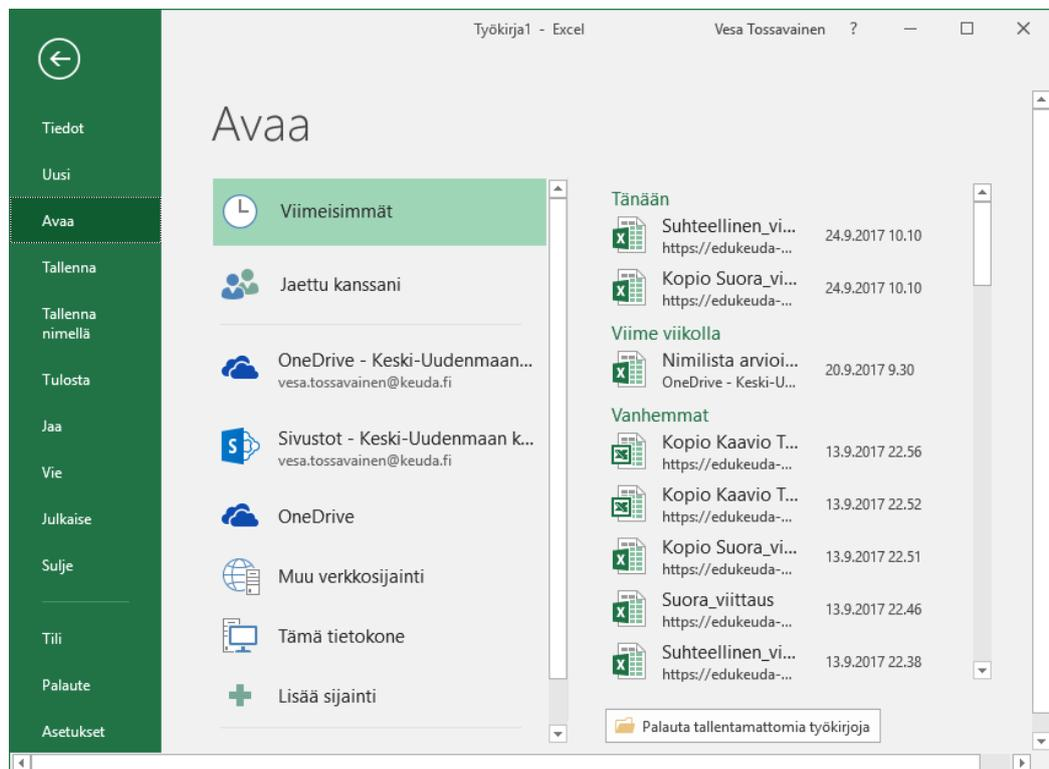 Työkirja1 - Excel
Vesa Tossavainen
?
Tiedot
Uusi
Avaa
Tallenna
Tallenna
nimellä
Tulosta
Jaa
Vie
Julkaise
Sulje
Tili
Palaute
Asetukset
Avaa
Viimeisimmät
Jaettu kanssani
OneDrive - Keski-Uudenmaan...
vesa.tossavainen@keuda.fi
Sivustot - Keski-Uudenmaan k...
vesa.tossavainen@keuda.fi
OneDrive
Muu verkkosijainti
Tämä tietokone
Lisää sijainti
Tänään
Suhteellinen_vi...
https://edukeuda-...
24.9.2017 10.10
Kopio Suora_vi...
https://edukeuda-...
24.9.2017 10.10
Viime viikolla
Nimilista arvioi...
OneDrive - Keski-U...
20.9.2017 9.30
Vanhemmat
Kopio Kaavio T...
https://edukeuda-...
13.9.2017 22.56
Kopio Kaavio T...
https://edukeuda-...
13.9.2017 22.52
Kopio Suora_vi...
https://edukeuda-...
13.9.2017 22.51
Suora_viittaus
https://edukeuda-...
13.9.2017 22.46
Suhteellinen_vi...
https://edukeuda-...
13.9.2017 22.38
Palauta tallentamattomia työkirjoja